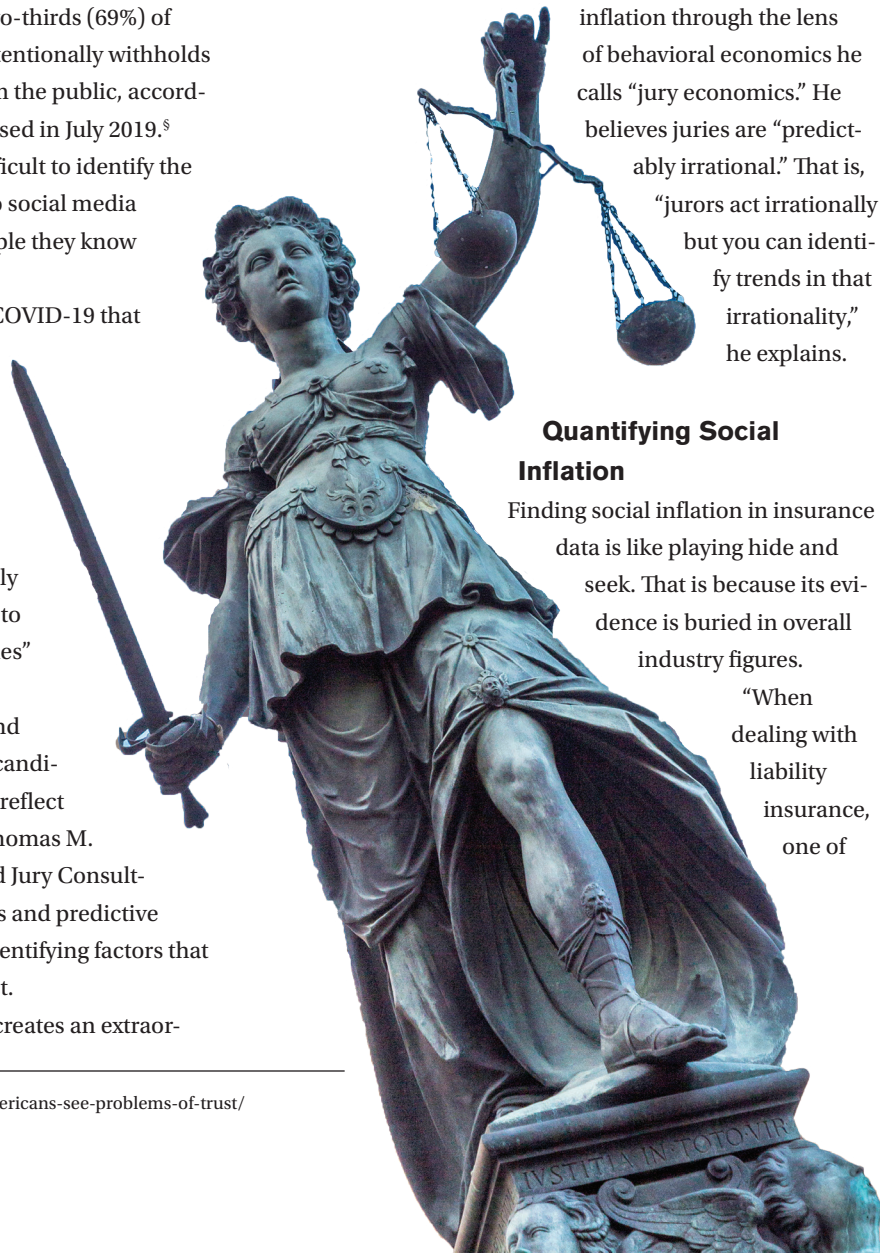 o-thirds (69%) of
tentionally withholds
n the public, accord-
sed in July 2019.§
ficult to identify the
o social media
ple they know
COVID-19 that
ly
to
es”
nd
candi-
reflect
homas M.
d Jury Consult-
s and predictive
entifying factors that
t.
creates an extraor-
ericans-see-problems-of-trust/
inflation through the lens
of behavioral economics he
calls “jury economics.” He
believes juries are “predict-
ably irrational.” That is,
“jurors act irrationally
but you can identi-
fy trends in that
irrationality,”
he explains.
Quantifying Social
Inflation
Finding social inflation in insurance
data is like playing hide and
seek. That is because its evi-
dence is buried in overall
industry figures.
“When
dealing with
liability
insurance,
one of
IVSTITIA IN TOTO VIR